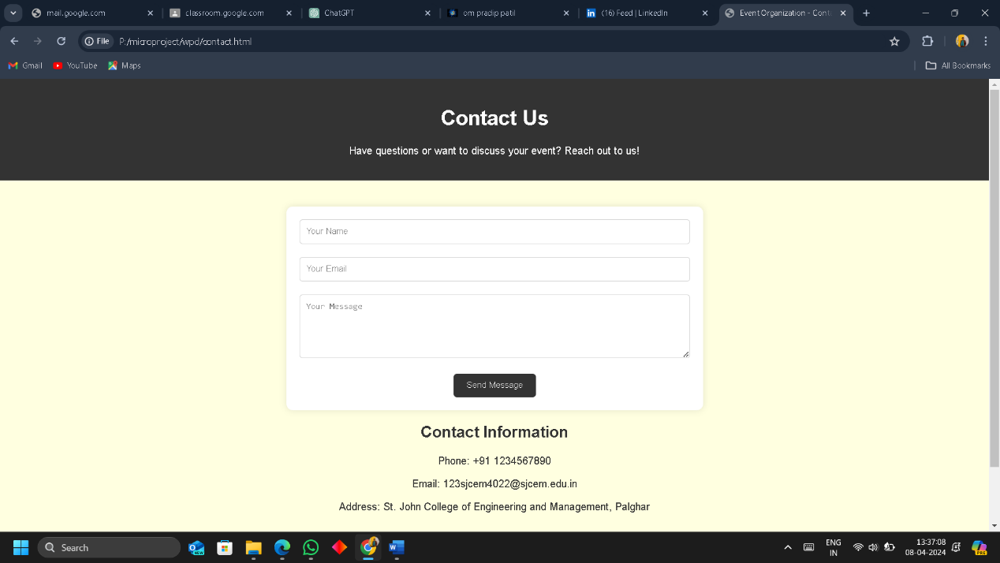 mail.google.com
classroom.google.com
ChatGPT
om pradip patil
(16) Feed | LinkedIn
Event Organization - Cont
File P:/microproject/wpd/contact.html
Gmail YouTube Maps All Bookmarks
Contact Us
Have questions or want to discuss your event? Reach out to us!
Your Name
Your Email
Your Message
Send Message
Contact Information
Phone: +91 1234567890
Email: 123sjcem4022@sjcem.edu.in
Address: St. John College of Engineering and Management, Palghar
Search
ENG
IN
13:37:08
08-04-2024